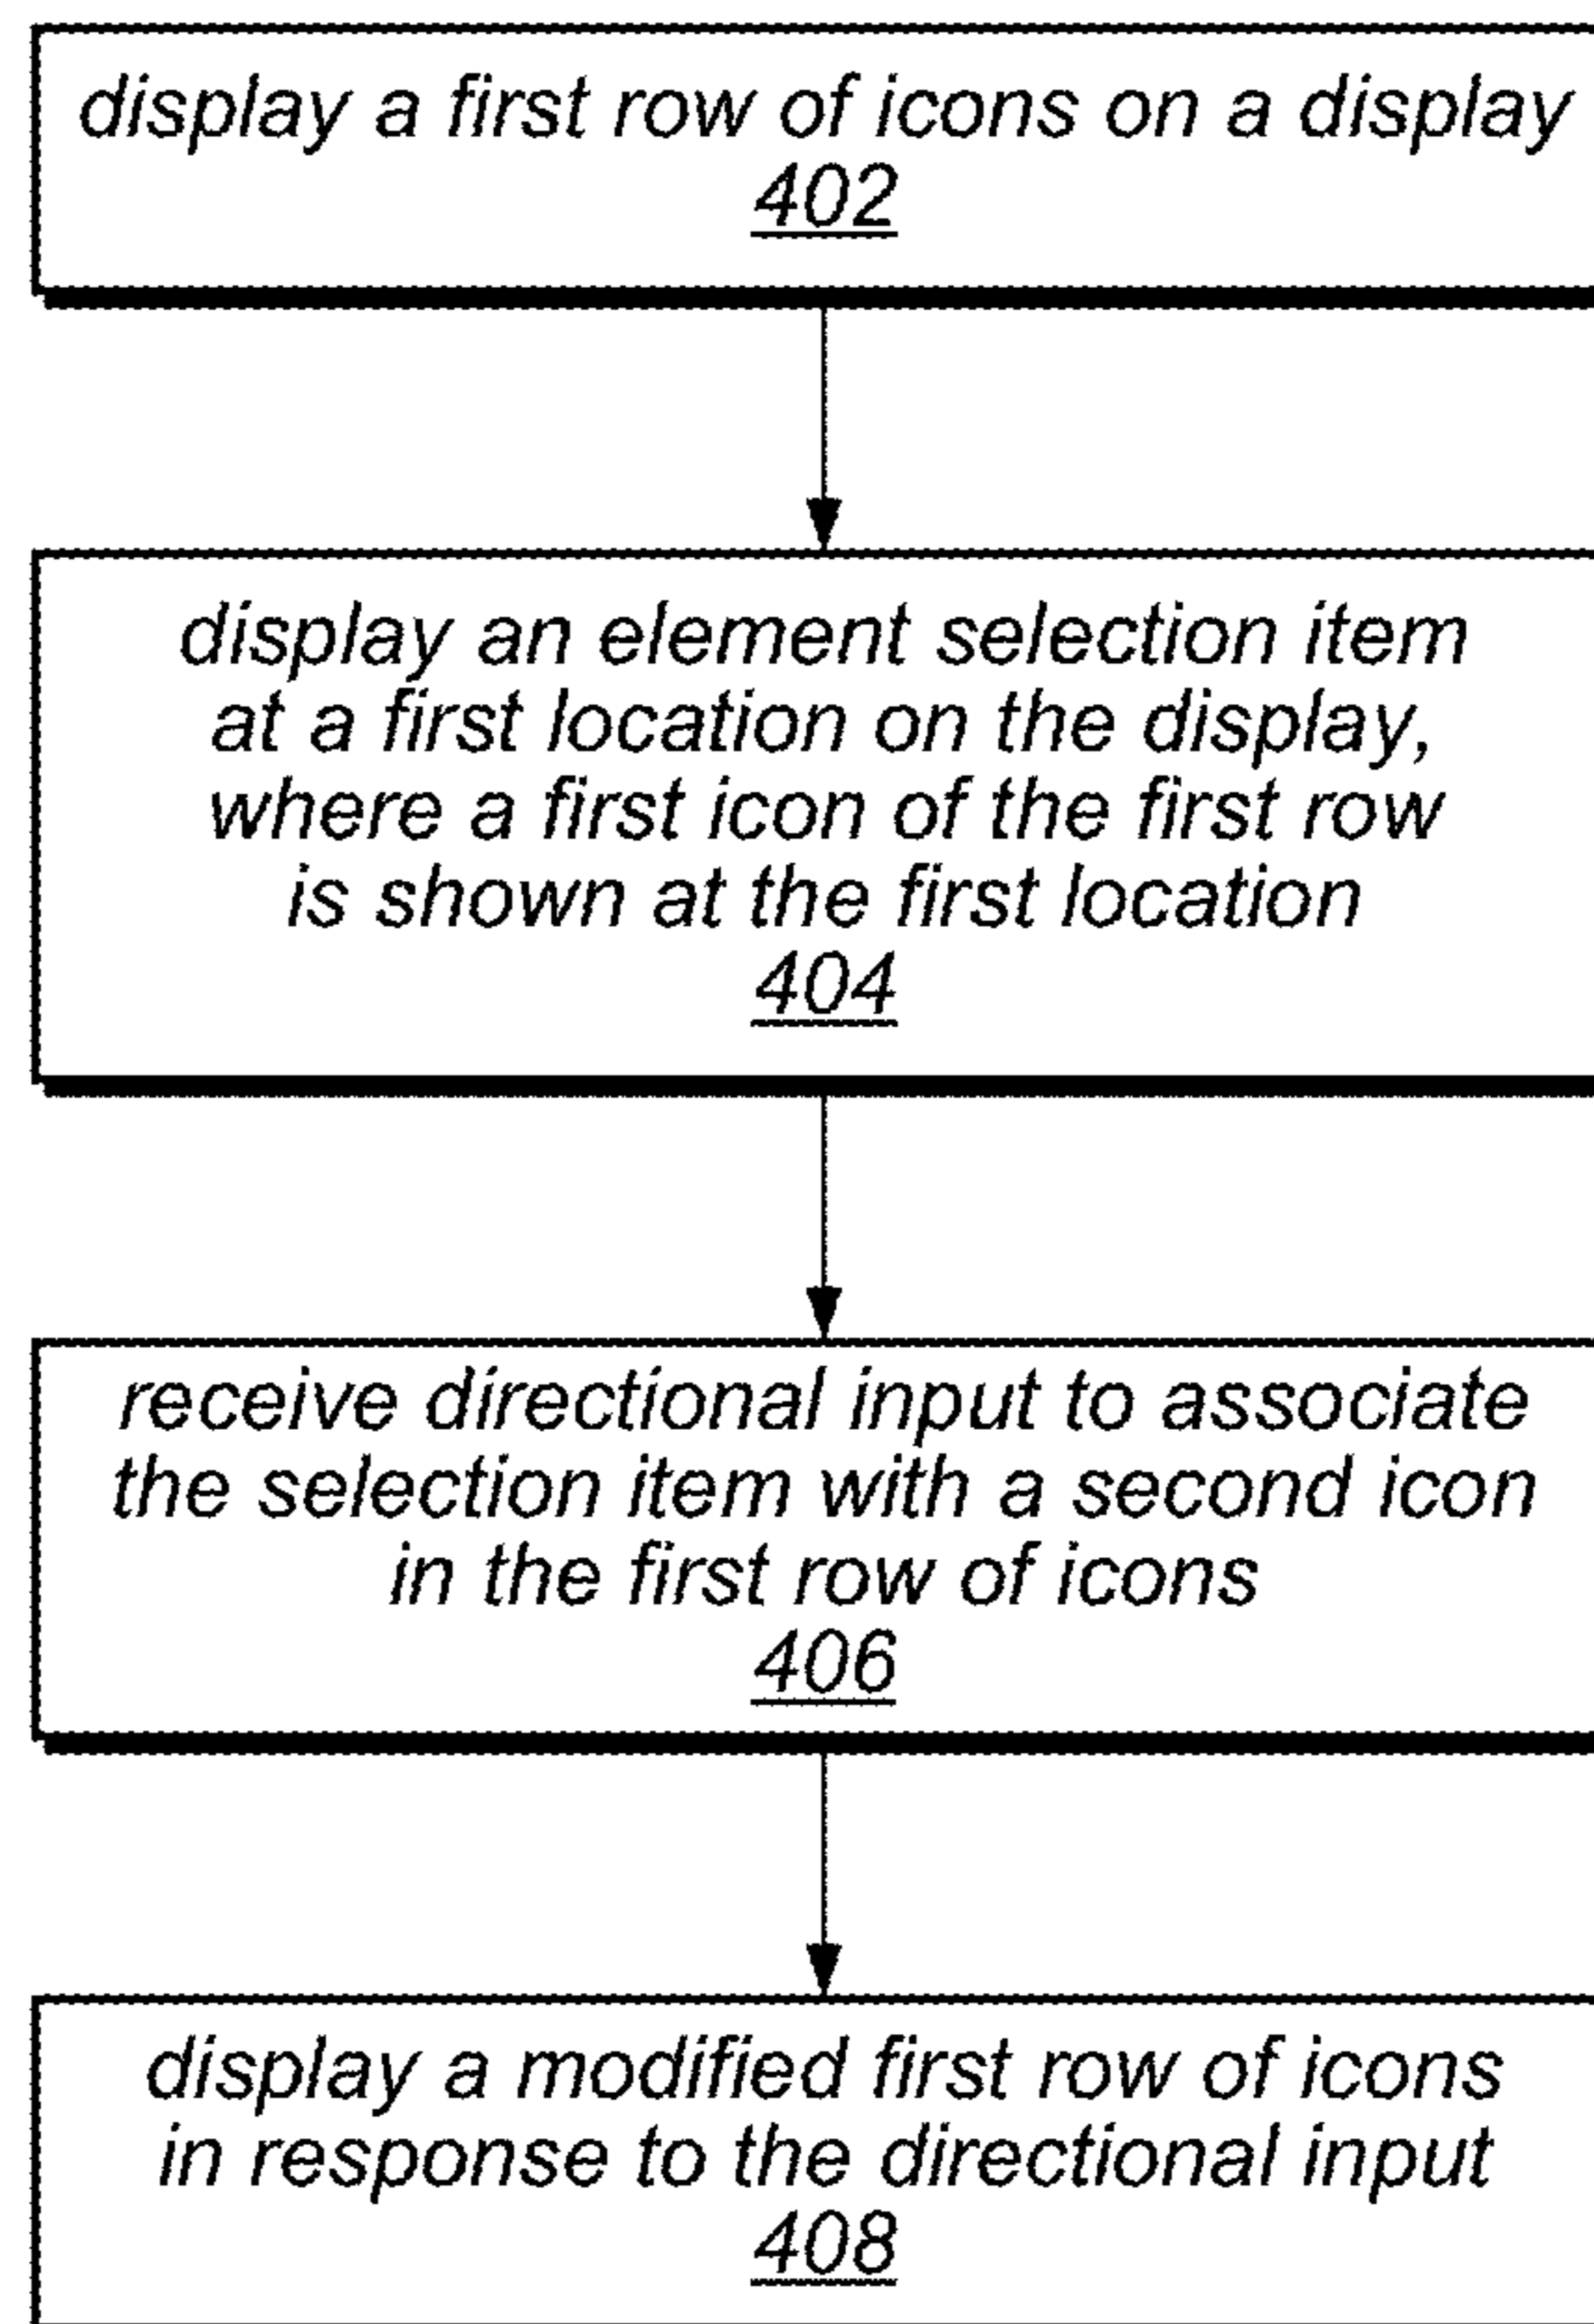 display a first row of icons on a display
402
display an element selection item
at a first location on the display,
where a first icon of the first row
is shown at the first location
404
receive directional input to associate
the selection item with a second icon
in the first row of icons
406
display a modified first row of icons
in response to the directional input
408